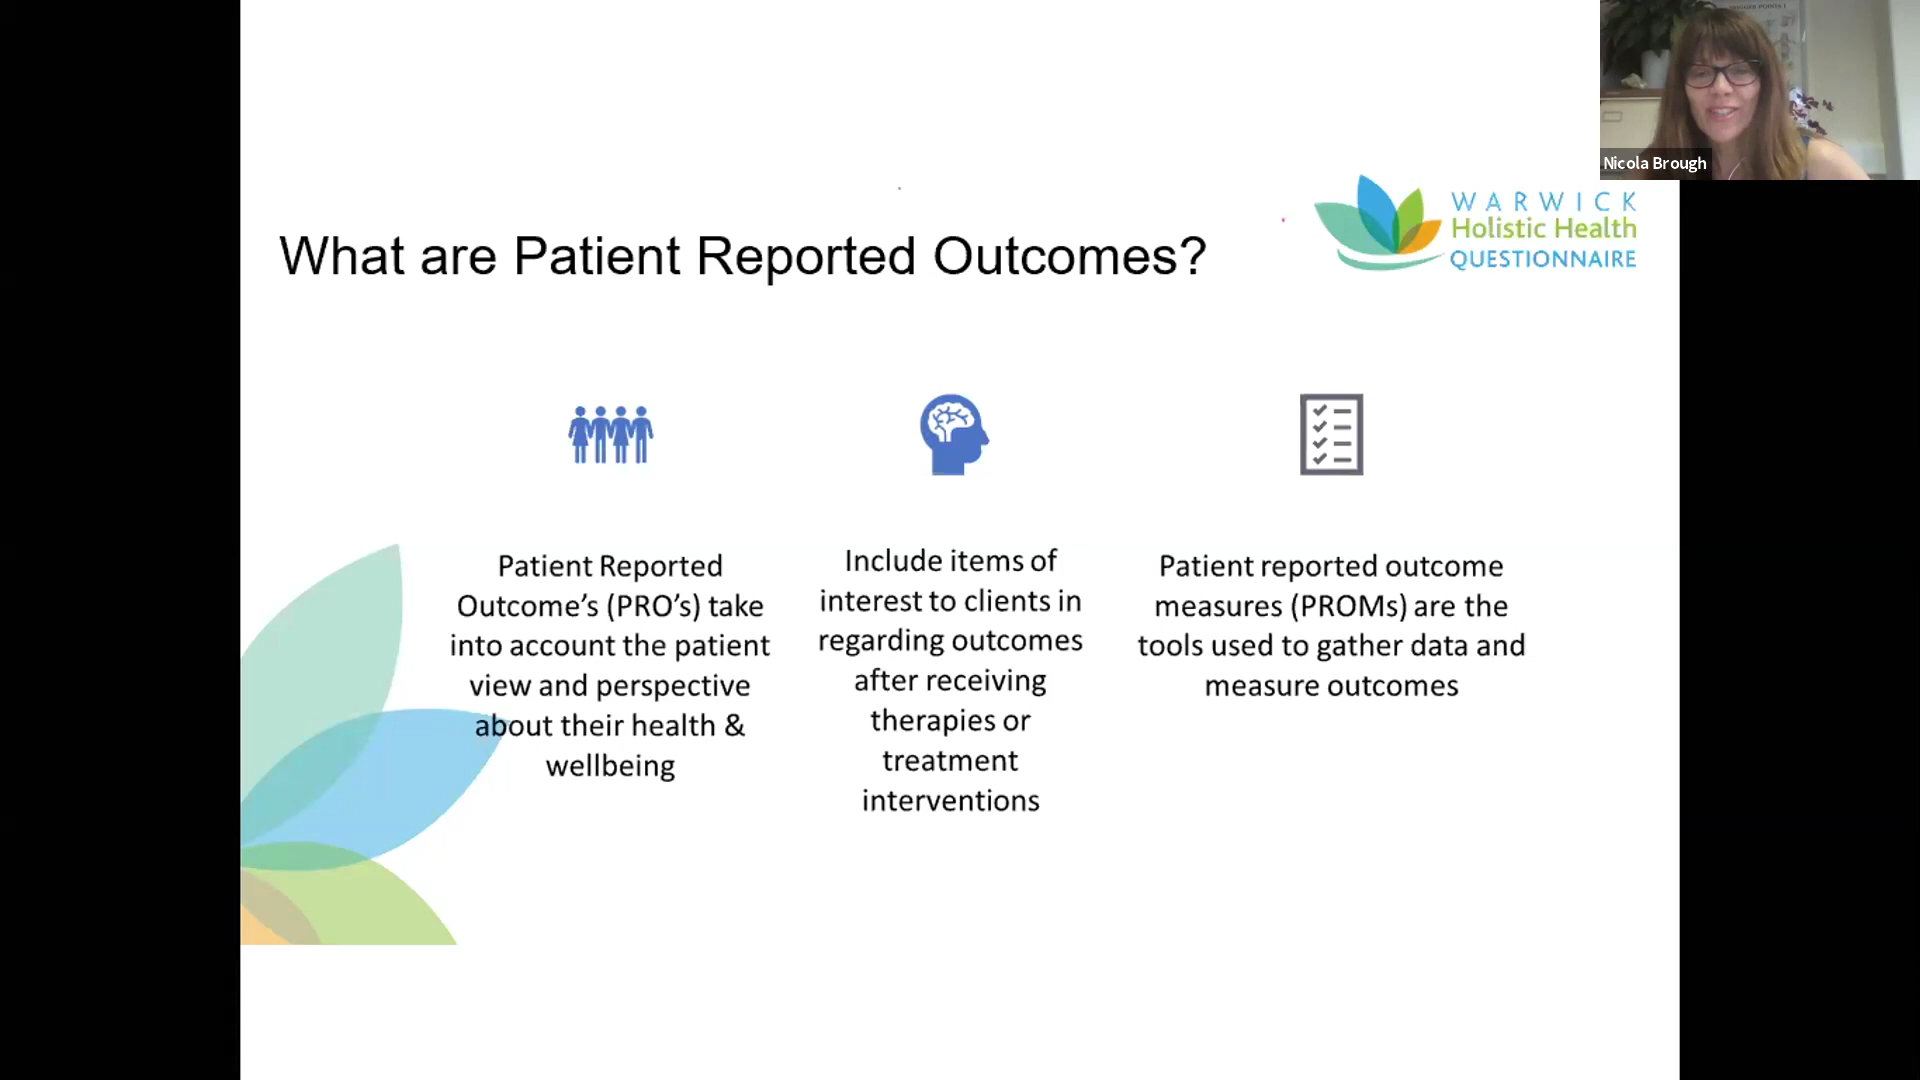 Nicola Brough
WARWICK
Holistic Health
QUESTIONNAIRE
What are Patient Reported Outcomes?
Patient Reported
Outcome’s (PRO’s) take
into account the patient
view and perspective
about their health &
wellbeing
Include items of
interest to clients in
regarding outcomes
after receiving
therapies or
treatment
interventions
Patient reported outcome
measures (PROMs) are the
tools used to gather data and
measure outcomes